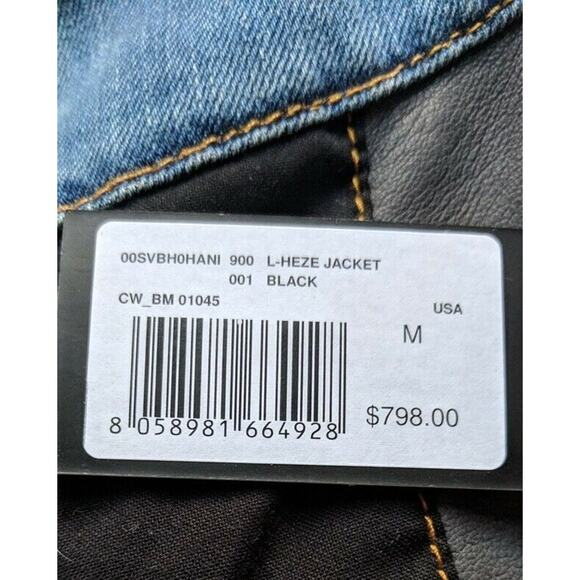 00SVBH0HANI 900 L-HEZE JACKET
001 BLACK
CW_BM 01045
USA
M
8 058981 664928
$798.00